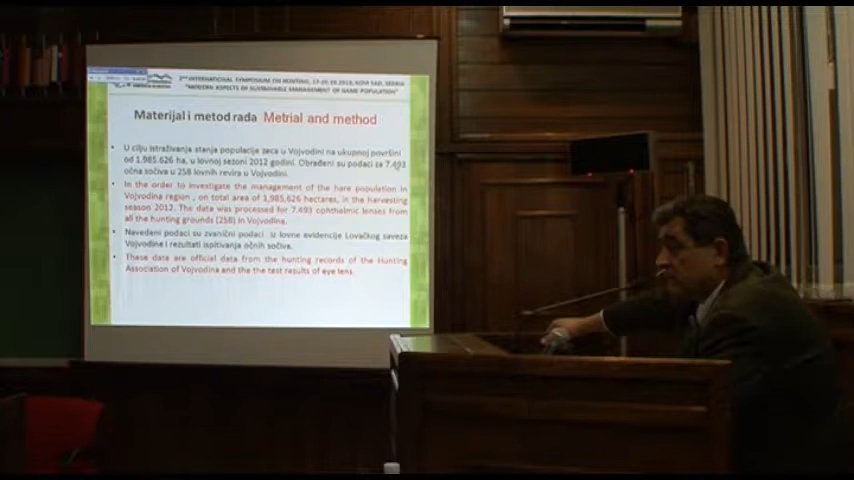 2ND INTERNATIONAL SYMPOSIUM ON HUNTING, 17-20.10.2013, NOVI SAD, SERBIA
"MODERN ASPECTS OF SUSTAINABLE MANAGEMENT OF GAME POPULATION"
Materijal i metod rada Metrial and method
• U cilju istraživanja stanja populacije zeca u Vojvodini na ukupnoj površini
od 1,985.626 ha, u lovnoj sezoni 2012 godini. Obrađeni su podaci za 7.493
očna sočiva u 258 lovnih revira u Vojvodini.
• In the order to investigate the management of the hare population in
Vojvodina region , on total area of 1,985,626 hectares, in the harvesting
season 2012. The data was processed for 7.493 ophthalmic lenses from
all the hunting grounds (258) in Vojvodina.
• Navedeni podaci su zvanični podaci iz lovne evidencije Lovačkog saveza
Vojvodine i rezultati ispitivanja očnih sočiva.
• These data are official data from the hunting records of the Hunting
Association of Vojvodina and the the test results of eye lens.